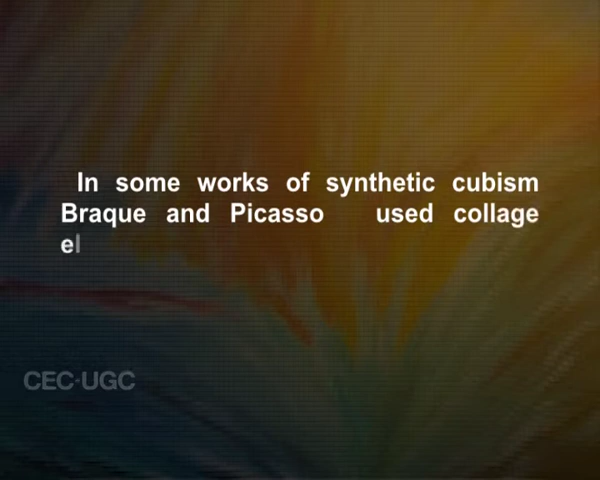 In some works of synthetic cubism
Braque and Picasso used collage
el
CEC-UGC